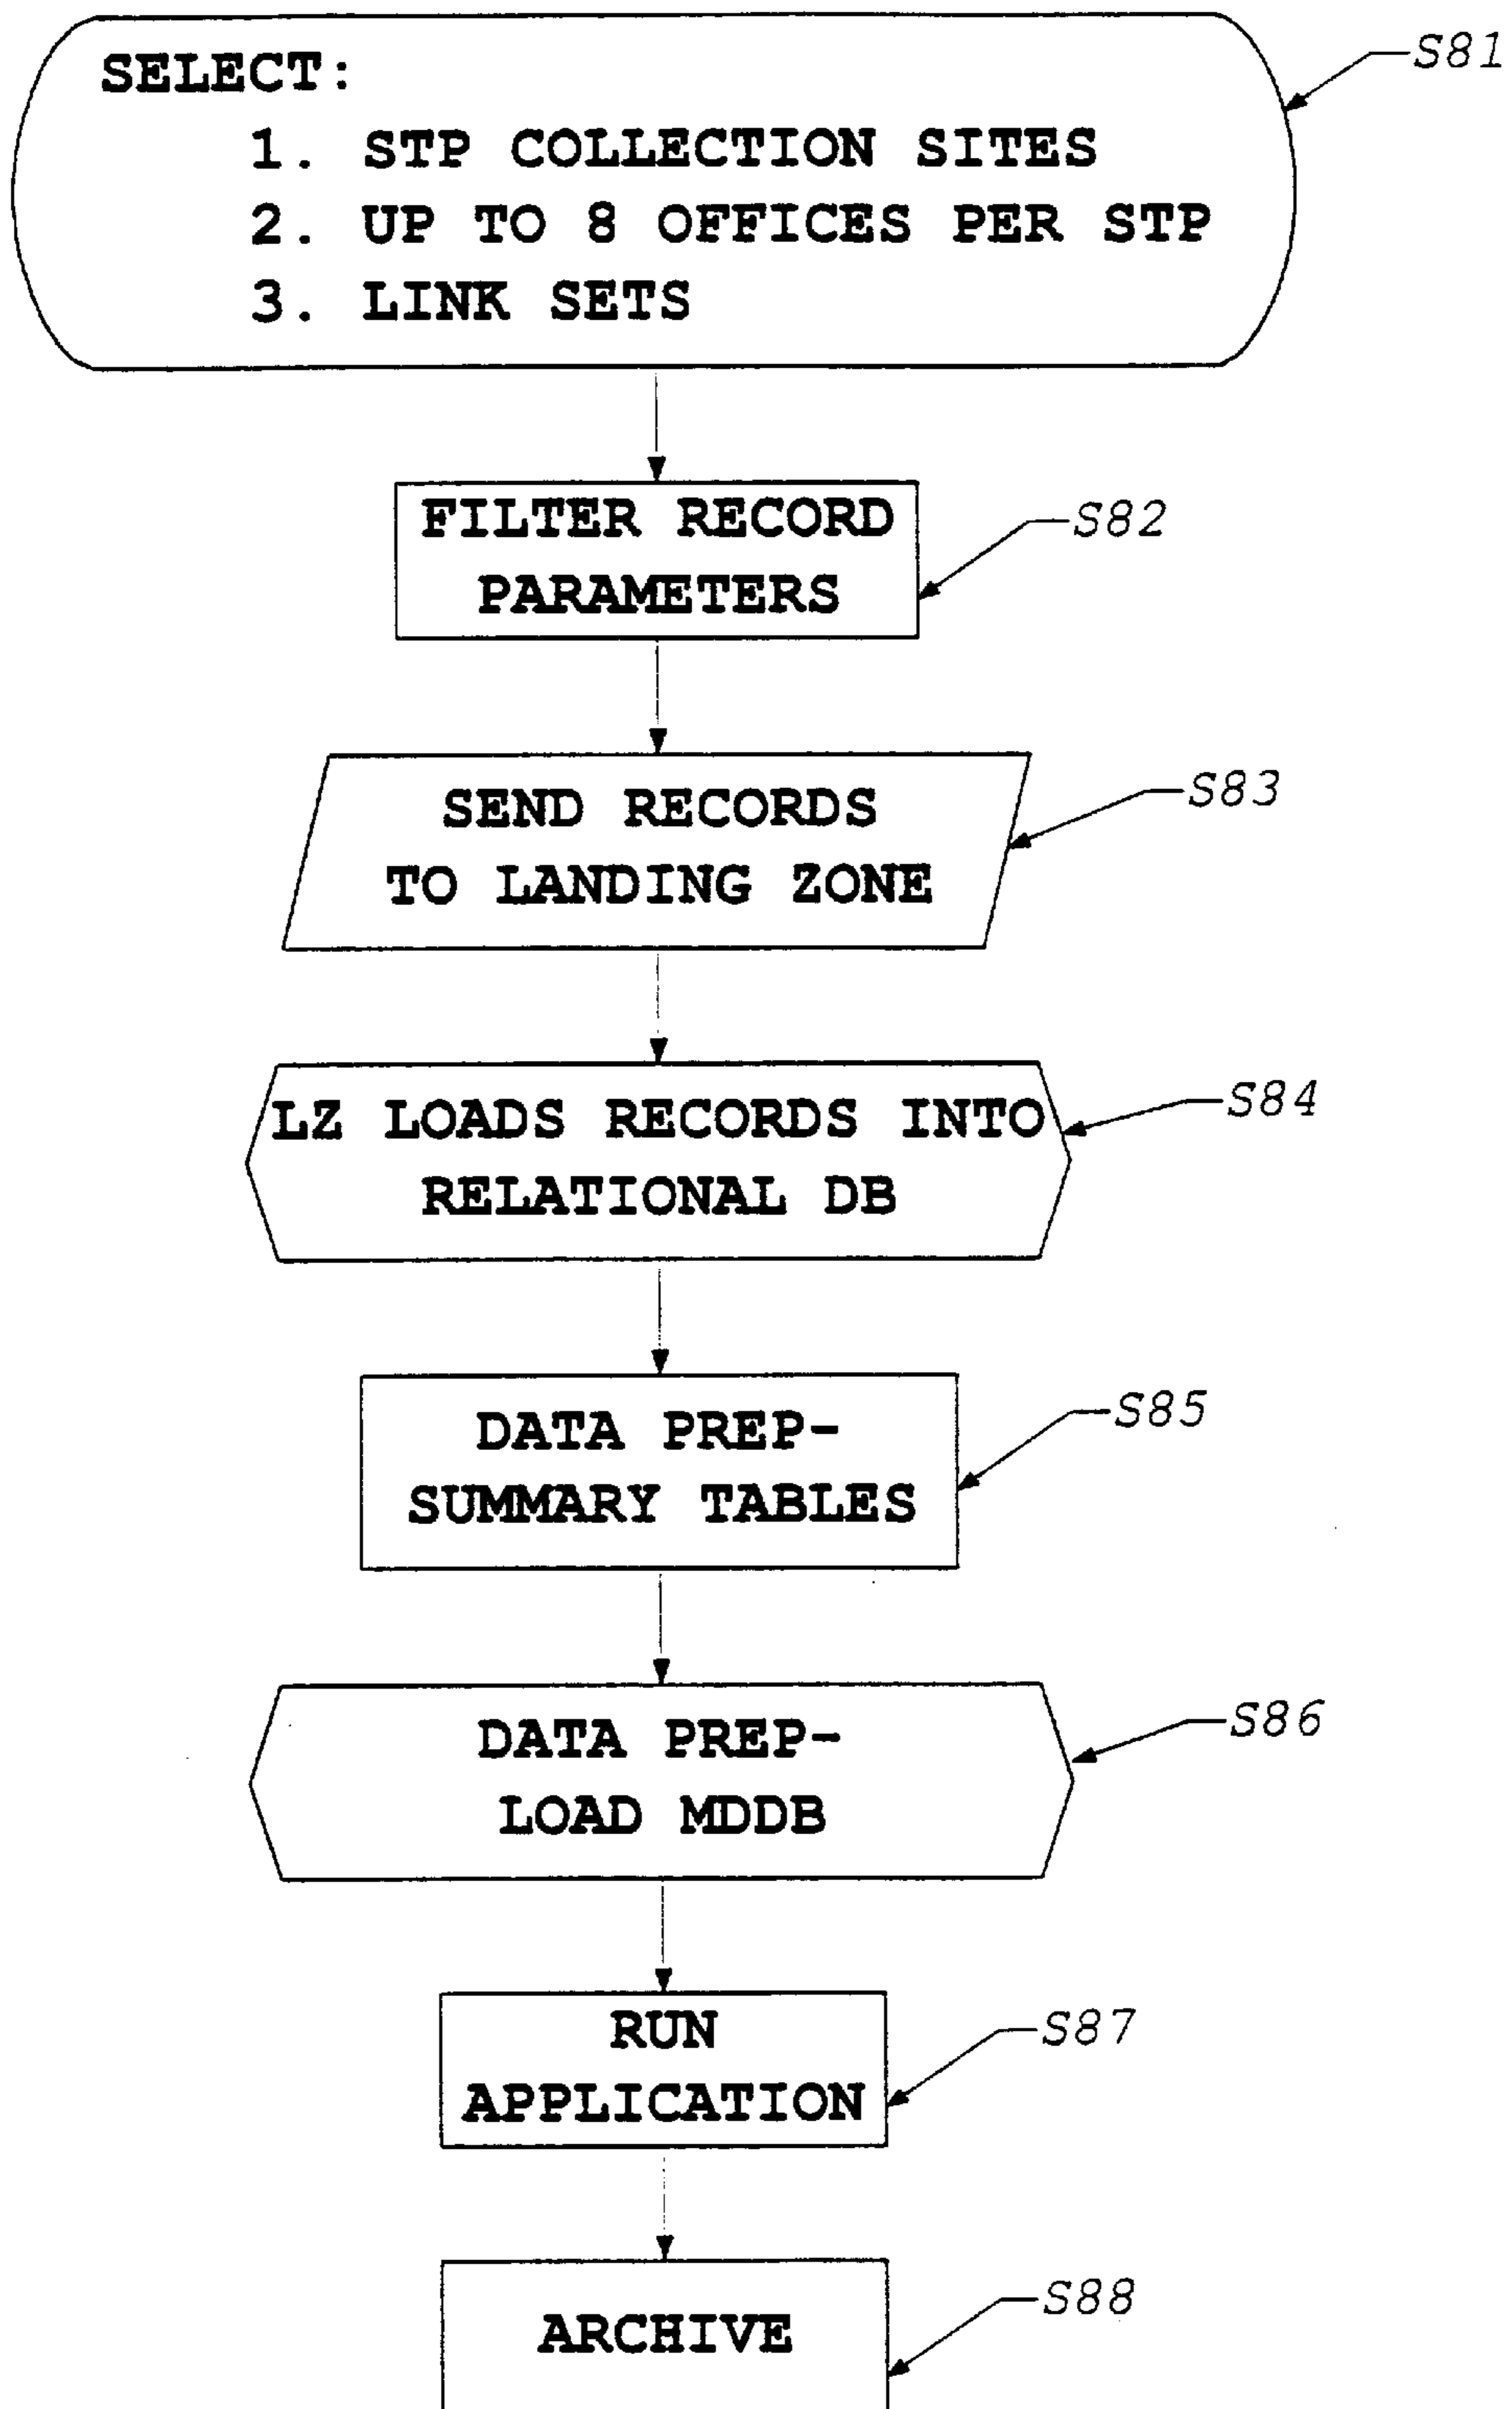 SELECT:
1. STP COLLECTION SITES
2. UP TO 8 OFFICES PER STP
3. LINK SETS
S81
FILTER RECORD
PARAMETERS
S82
SEND RECORDS
TO LANDING ZONE
S83
LZ LOADS RECORDS INTO
RELATIONAL DB
S84
DATA PREP-
SUMMARY TABLES
S85
DATA PREP-
LOAD MDDB
S86
RUN
APPLICATION
S87
ARCHIVE
S88